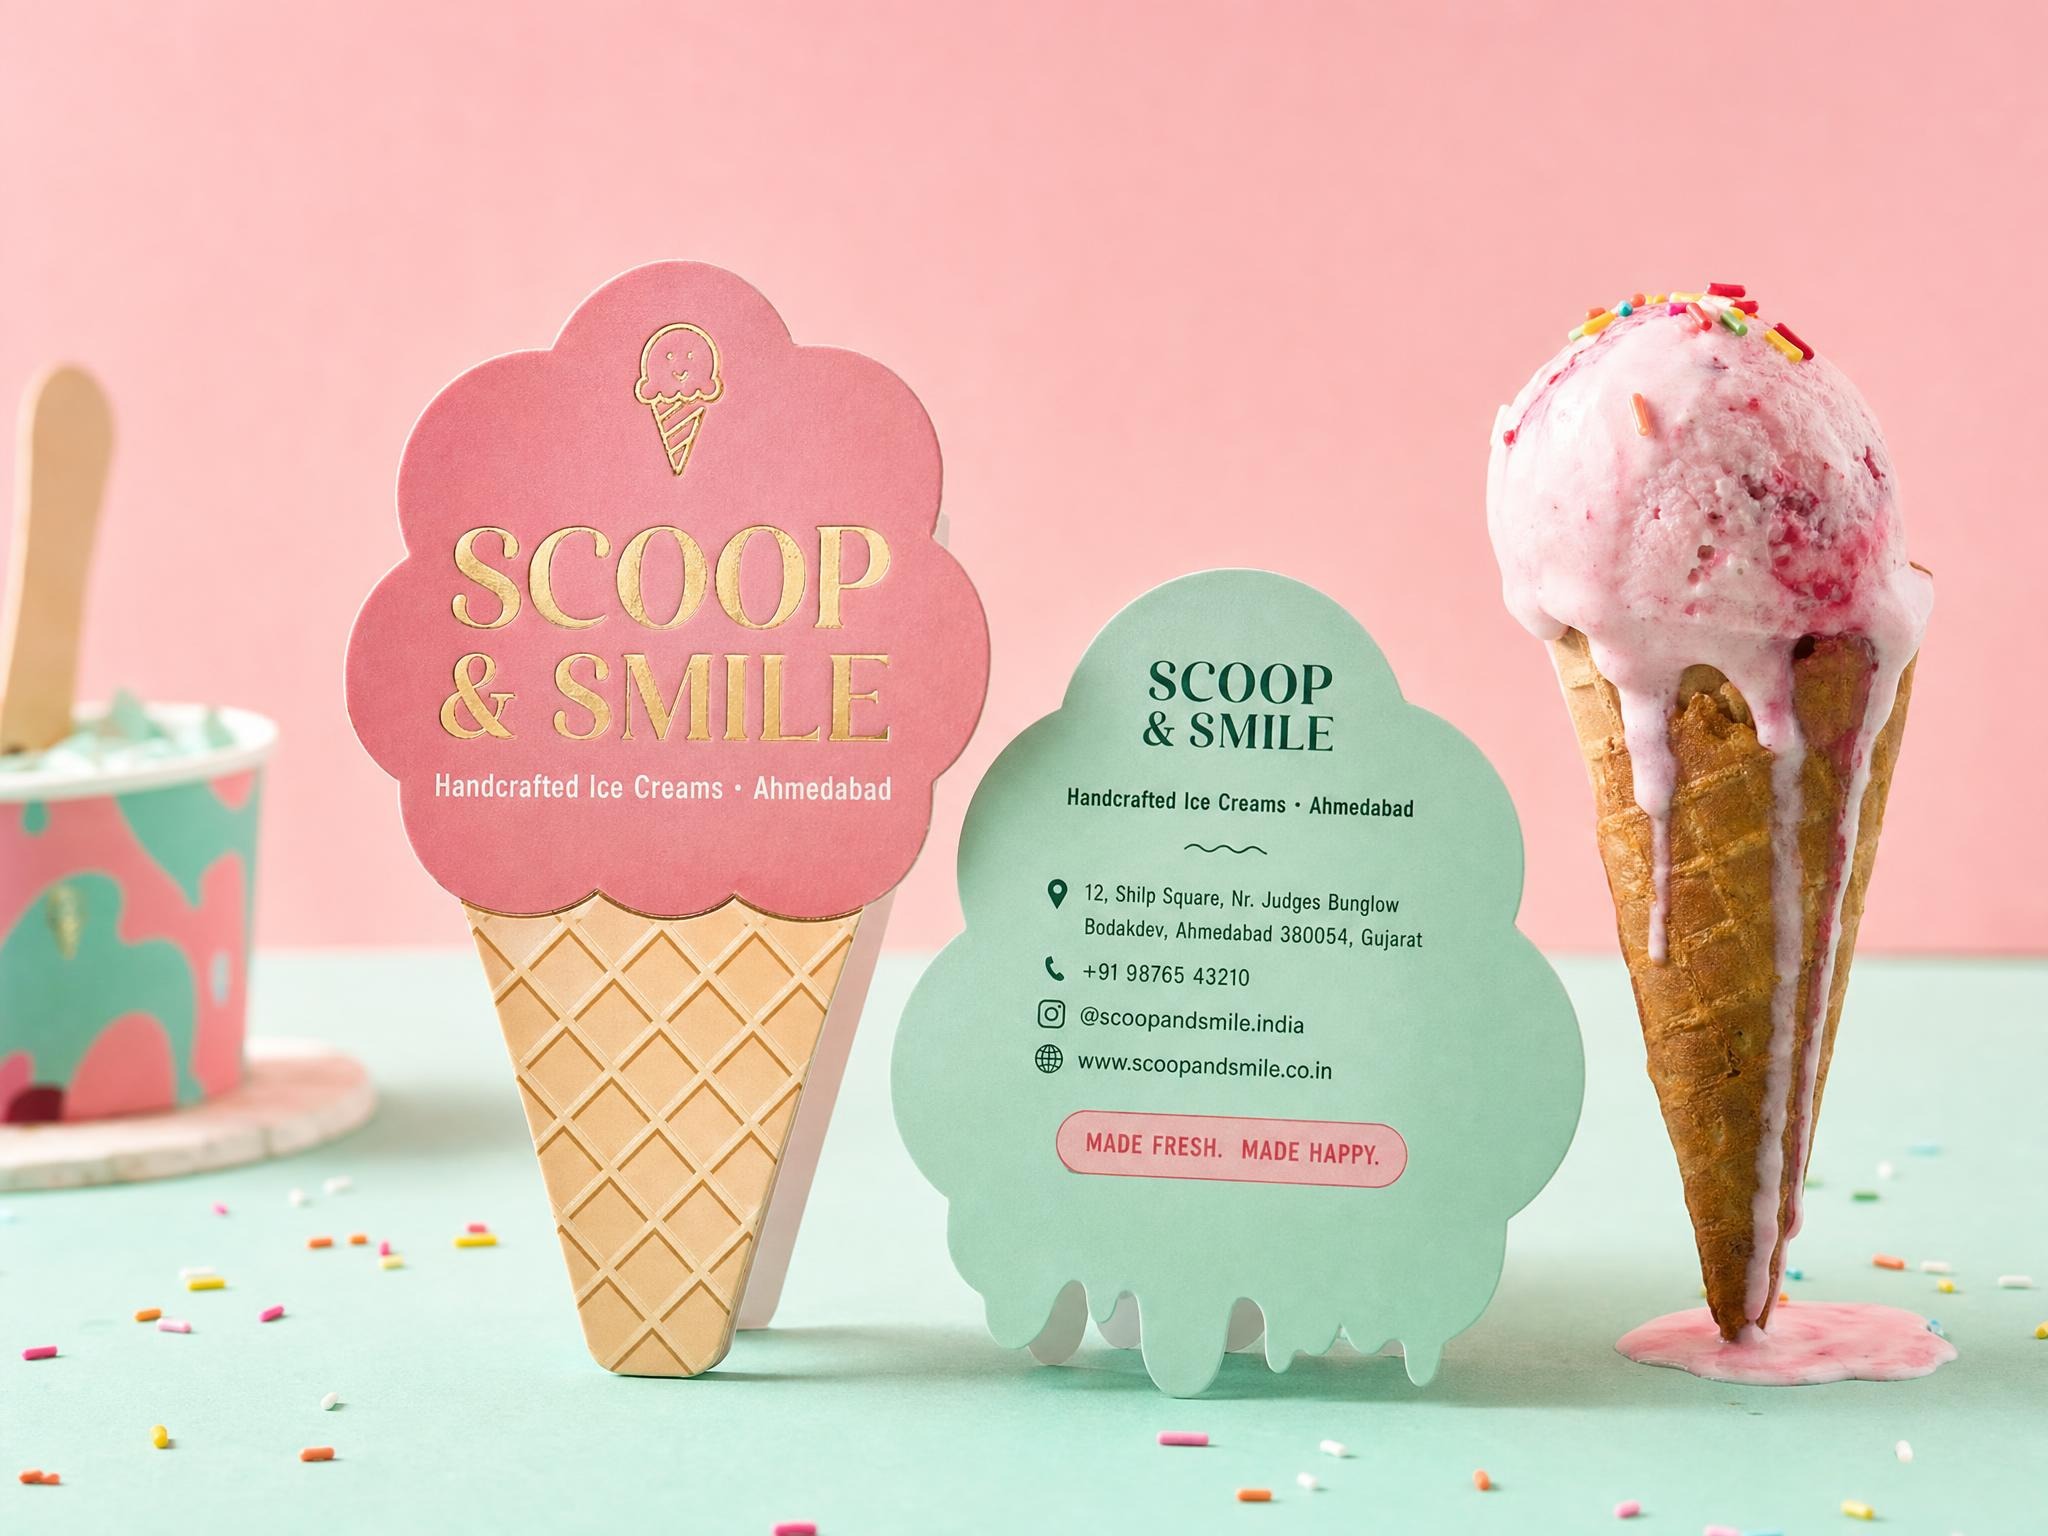 SCOOP
& SMILE
Handcrafted Ice Creams • Ahmedabad
SCOOP
& SMILE
Handcrafted Ice Creams • Ahmedabad
12, Shilp Square, Nr. Judges Bunglow
Bodakdev, Ahmedabad 380054, Gujarat
+91 98765 43210
@scoopandsmile.india
www.scoopandsmile.co.in
MADE FRESH. MADE HAPPY.